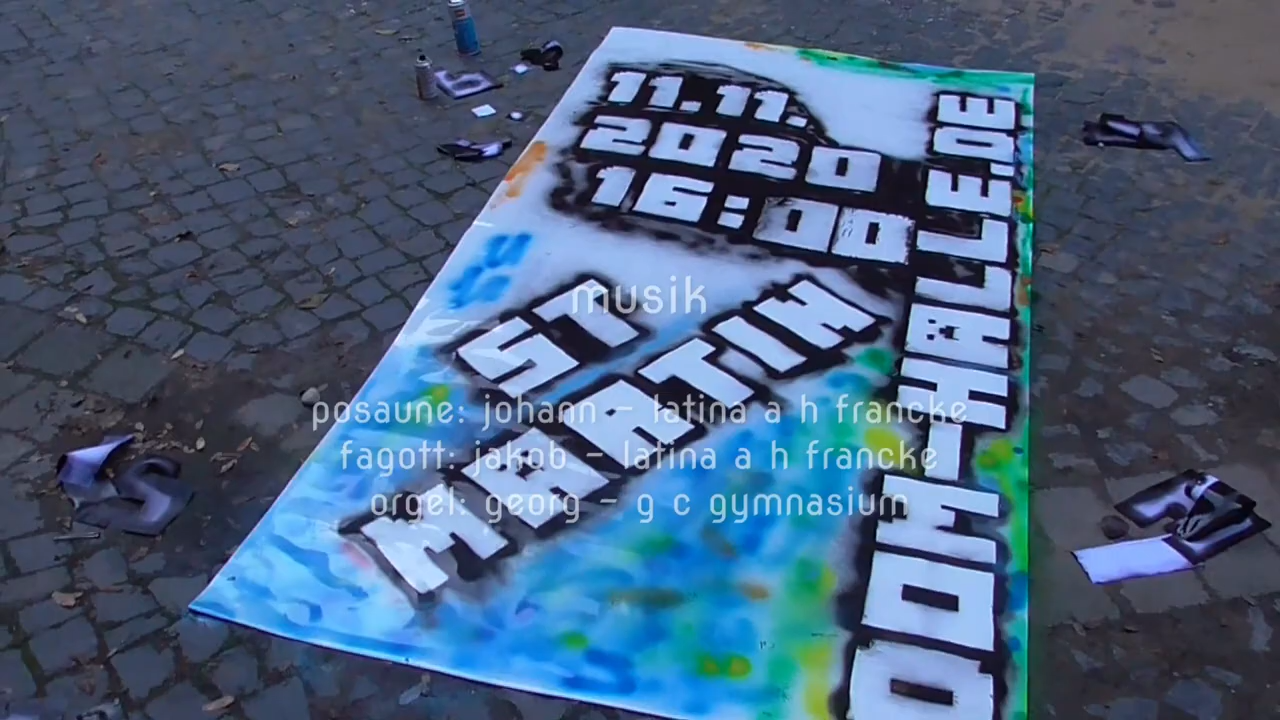 11.11.
2020
16:00
ST
MARTIN
DOM-HALLE.DE
musik
posaune: johann - latina a h francke
fagott: jakob - latina a h francke
orgel: georg - g c gymnasium